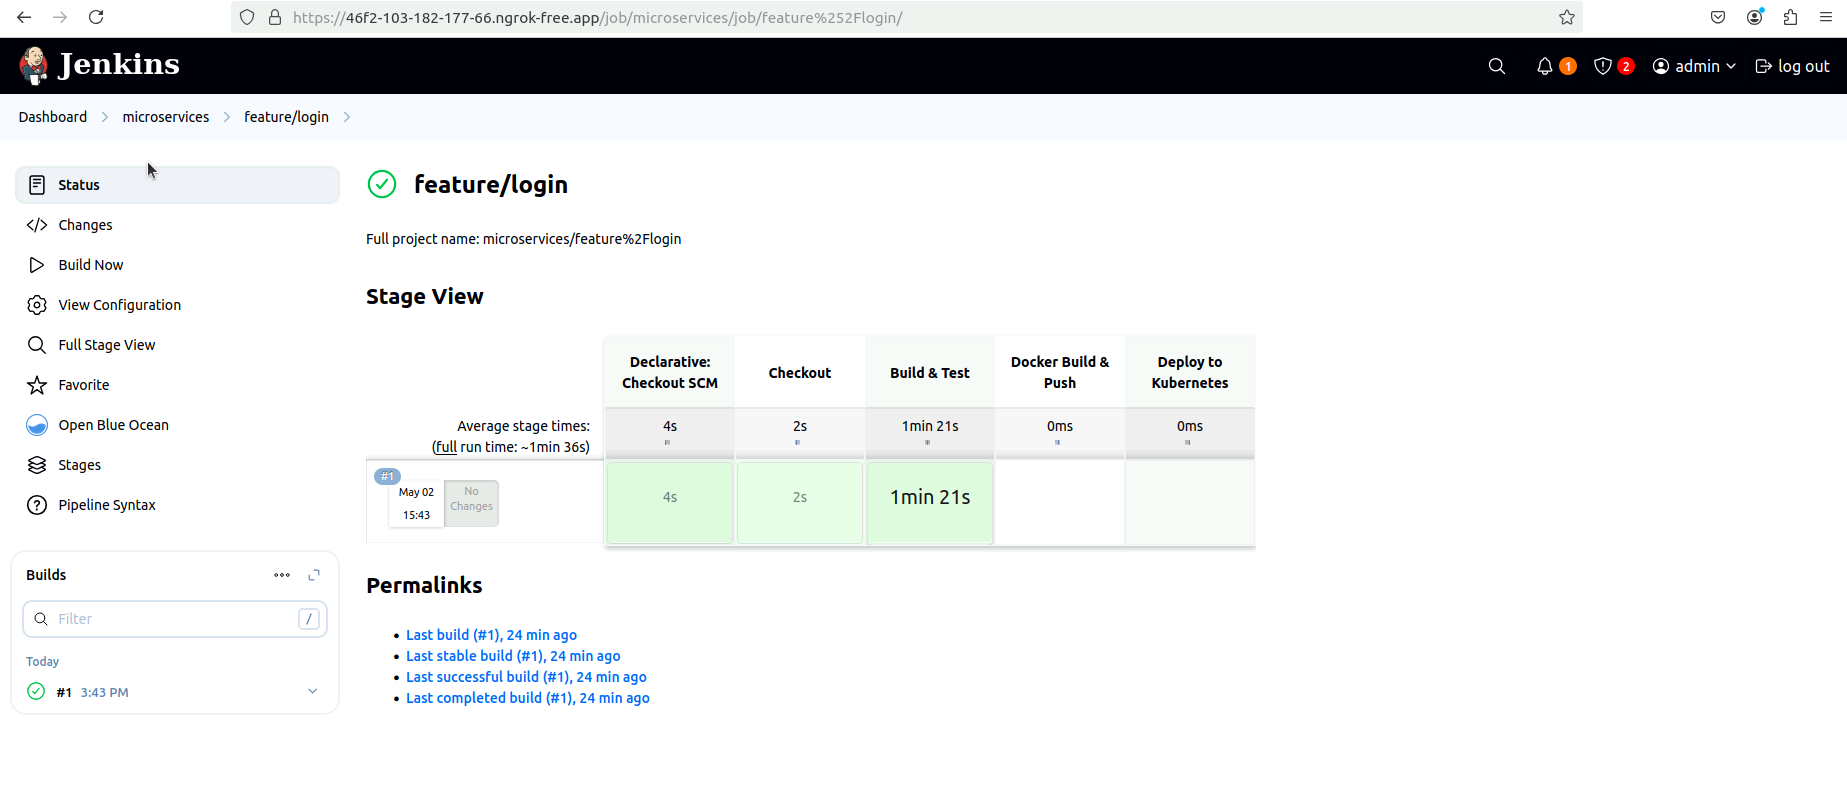 https://46f2-103-182-177-66.ngrok-free.app/job/microservices/job/feature%252Flogin/
Jenkins
1
2
admin
log out
Dashboard
microservices
feature/login
Status
Changes
Build Now
View Configuration
Full Stage View
Favorite
Open Blue Ocean
Stages
Pipeline Syntax
Builds
Filter
/
Today
#1 3:43 PM
feature/login
Full project name: microservices/feature%2Flogin
Stage View
Declarative:
Checkout SCM
Checkout
Build & Test
Docker Build &
Push
Deploy to
Kubernetes
Average stage times:
(full run time: ~1min 36s)
4s
2s
1min 21s
0ms
0ms
#1
May 02
15:43
No
Changes
4s
2s
1min 21s
Permalinks
Last build (#1), 24 min ago
Last stable build (#1), 24 min ago
Last successful build (#1), 24 min ago
Last completed build (#1), 24 min ago